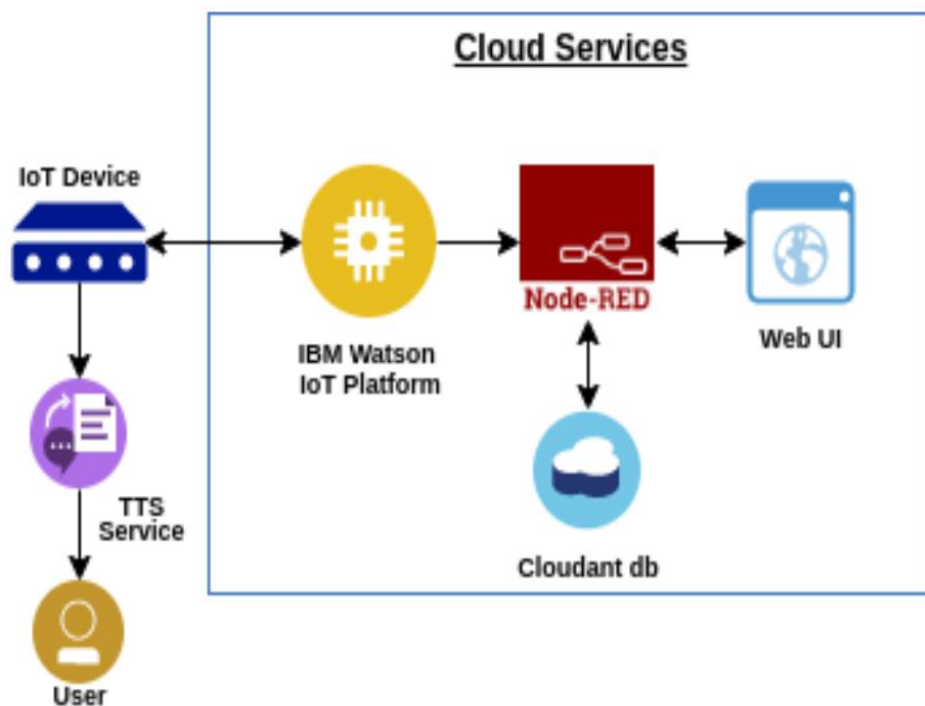 Cloud Services
IoT Device
Node-RED
IBM Watson
IoT Platform
Web UI
TTS
Service
Cloudant db
User